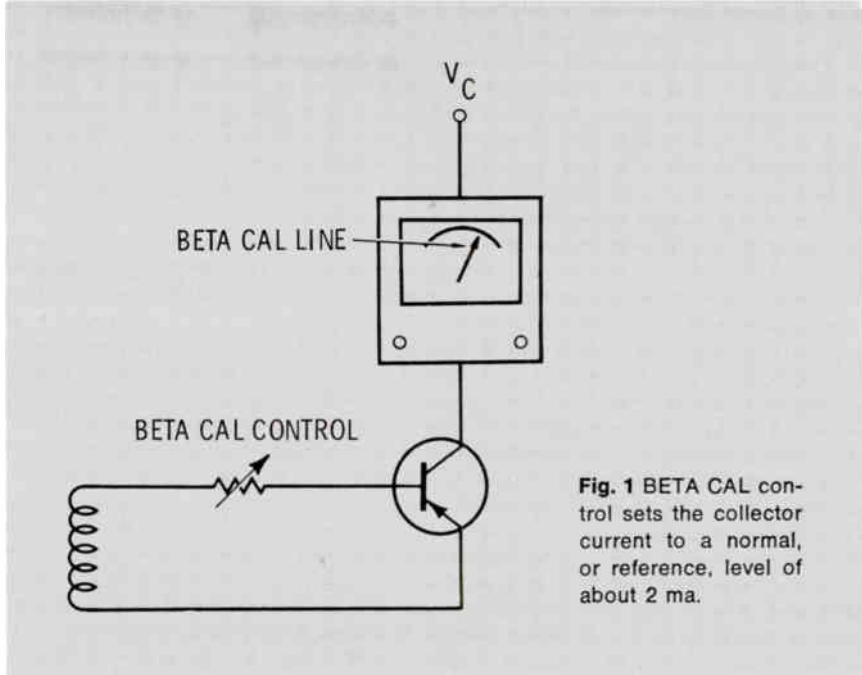 V_C
BETA CAL LINE
BETA CAL CONTROL
Fig. 1 BETA CAL con-
trol sets the collector
current to a normal,
or reference, level of
about 2 ma.